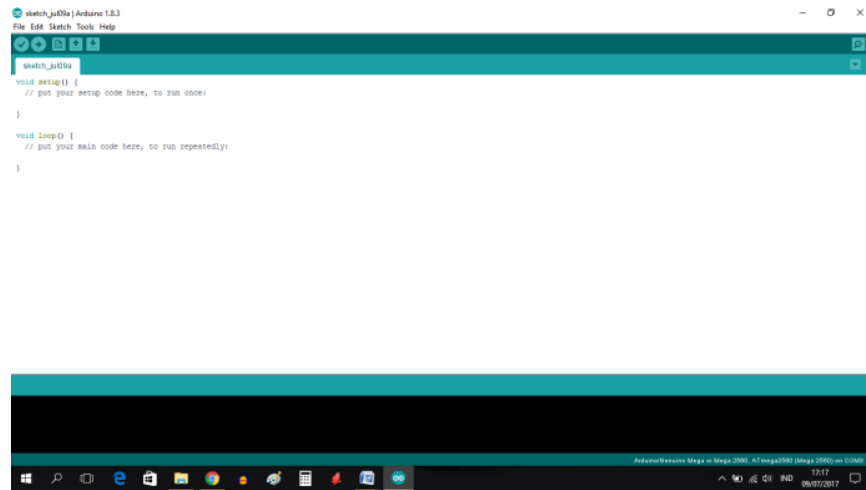 sketch_jul09a | Arduino 1.8.3
File Edit Sketch Tools Help
sketch_jul09a
void setup() {
// put your setup code here, to run once:
}
void loop() {
// put your main code here, to run repeatedly:
}
Arduino/Genuino Mega or Mega 2560, ATmega2560 (Mega 2560) on COM3
IND
17:17
09/07/2017